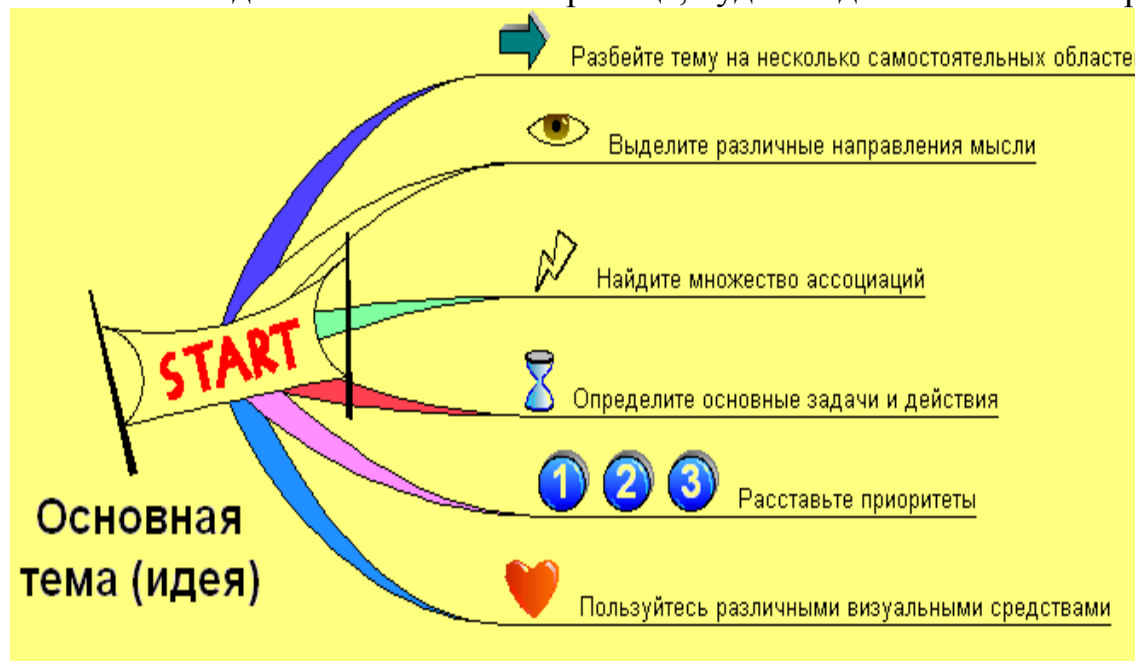 Разбейте тему на несколько самостоятельных областе
Выделите различные направления мысли
Найдите множество ассоциаций
START
Определите основные задачи и действия
1 2 3 Расставьте приоритеты
Основная
тема (идея)
Пользуйтесь различными визуальными средствами